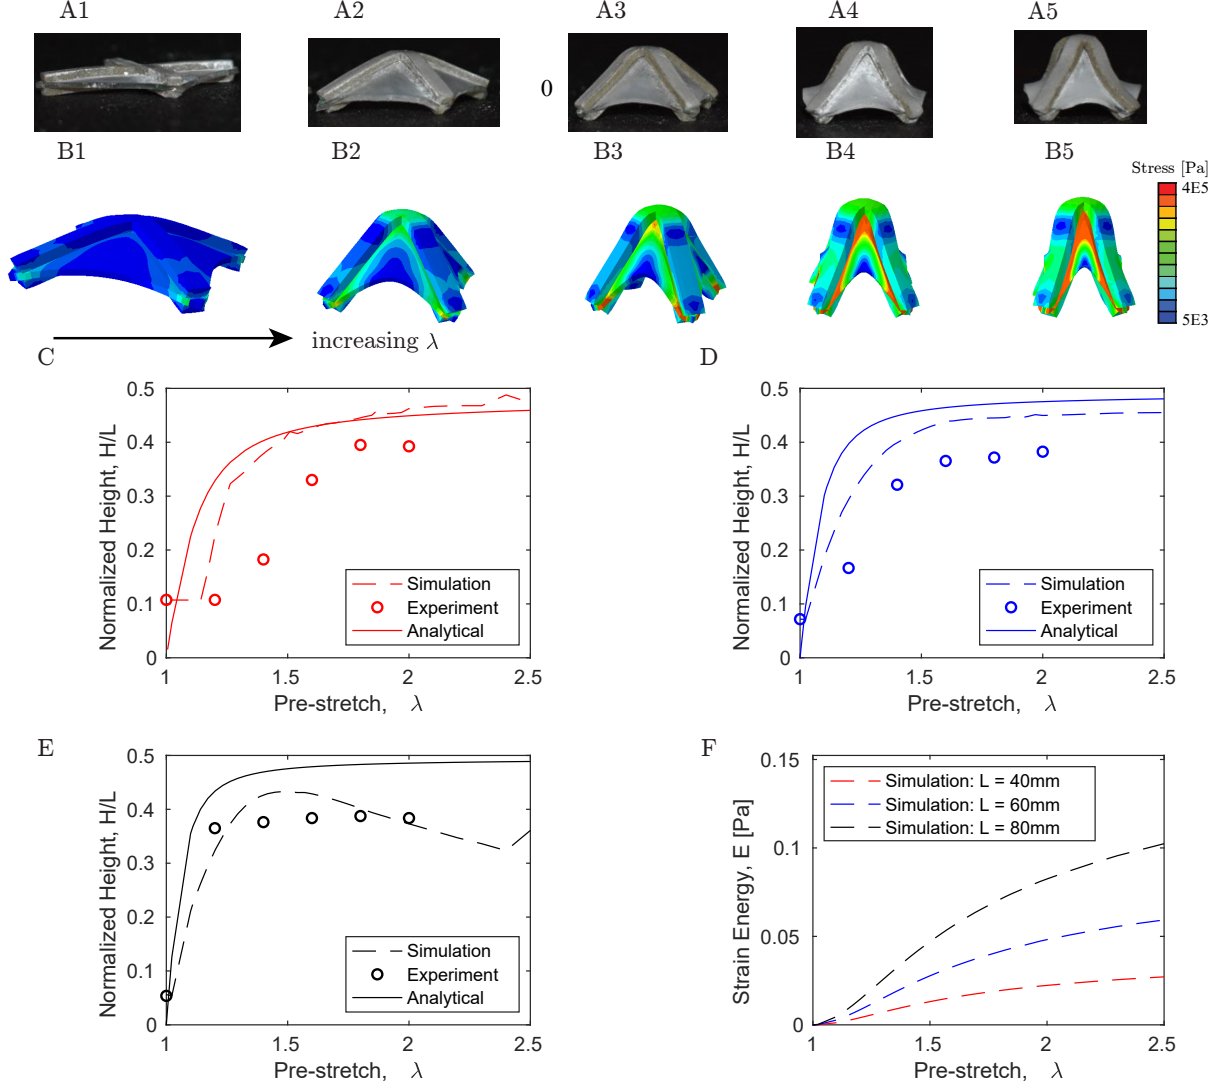 A1 A2 A3 A4 A5
0
B1 B2 B3 B4 B5
Stress [Pa]
4E5
5E3
increasing λ
C
0.5
0.4
0.3
0.2
0.1
0
Normalized Height, H/L
Simulation
Experiment
Analytical
1 1.5 2 2.5
Pre-stretch, λ
D
0.5
0.4
0.3
0.2
0.1
0
Normalized Height, H/L
Simulation
Experiment
Analytical
1 1.5 2 2.5
Pre-stretch, λ
E
0.5
0.4
0.3
0.2
0.1
0
Normalized Height, H/L
Simulation
Experiment
Analytical
1 1.5 2 2.5
Pre-stretch, λ
F
0.15
0.1
0.05
0
Strain Energy, E [Pa]
Simulation: L = 40mm
Simulation: L = 60mm
Simulation: L = 80mm
1 1.5 2 2.5
Pre-stretch, λ